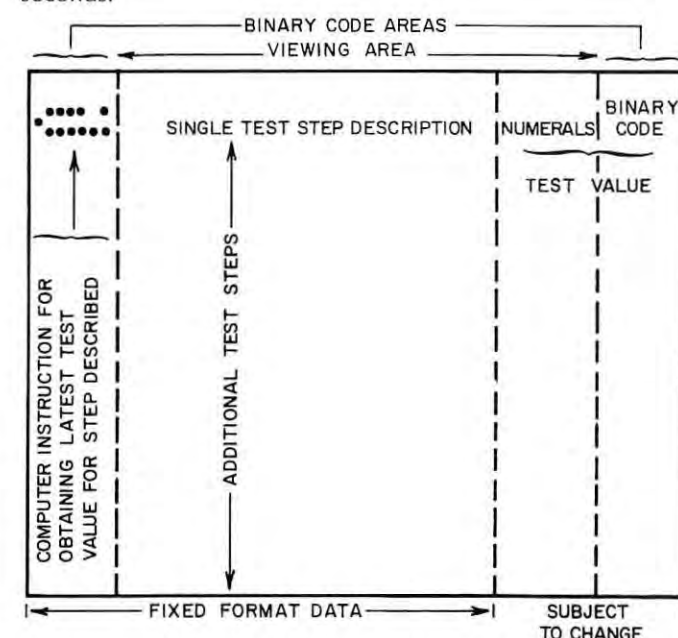 seconds.
BINARY CODE AREAS
VIEWING AREA
SINGLE TEST STEP DESCRIPTION
NUMERALS
BINARY
CODE
TEST VALUE
COMPUTER INSTRUCTION FOR
OBTAINING LATEST TEST
VALUE FOR STEP DESCRIBED
ADDITIONAL TEST STEPS
FIXED FORMAT DATA
SUBJECT
TO CHANGE